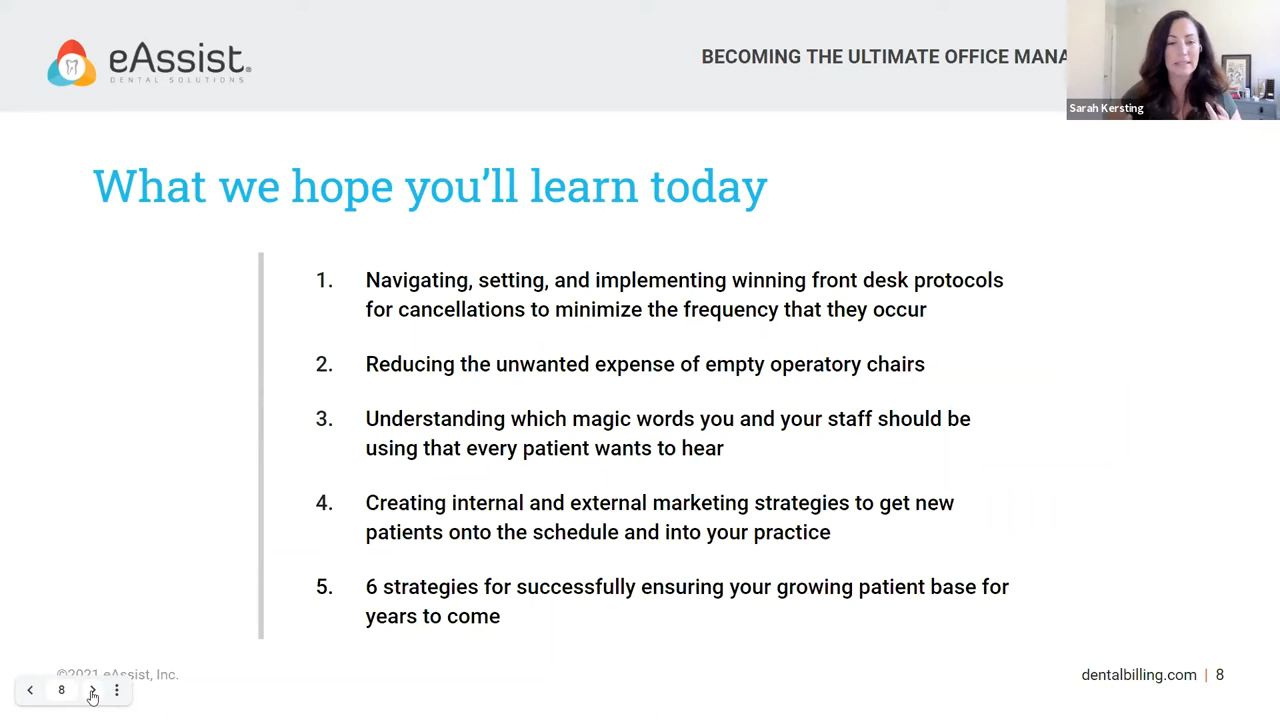 eAssist®
DENTAL SOLUTIONS
BECOMING THE ULTIMATE OFFICE MANA
Sarah Kersting
What we hope you'll learn today
1. Navigating, setting, and implementing winning front desk protocols
for cancellations to minimize the frequency that they occur
2. Reducing the unwanted expense of empty operatory chairs
3. Understanding which magic words you and your staff should be
using that every patient wants to hear
4. Creating internal and external marketing strategies to get new
patients onto the schedule and into your practice
5. 6 strategies for successfully ensuring your growing patient base for
years to come
©2021 eAssist, Inc.
8
dentalbilling.com | 8